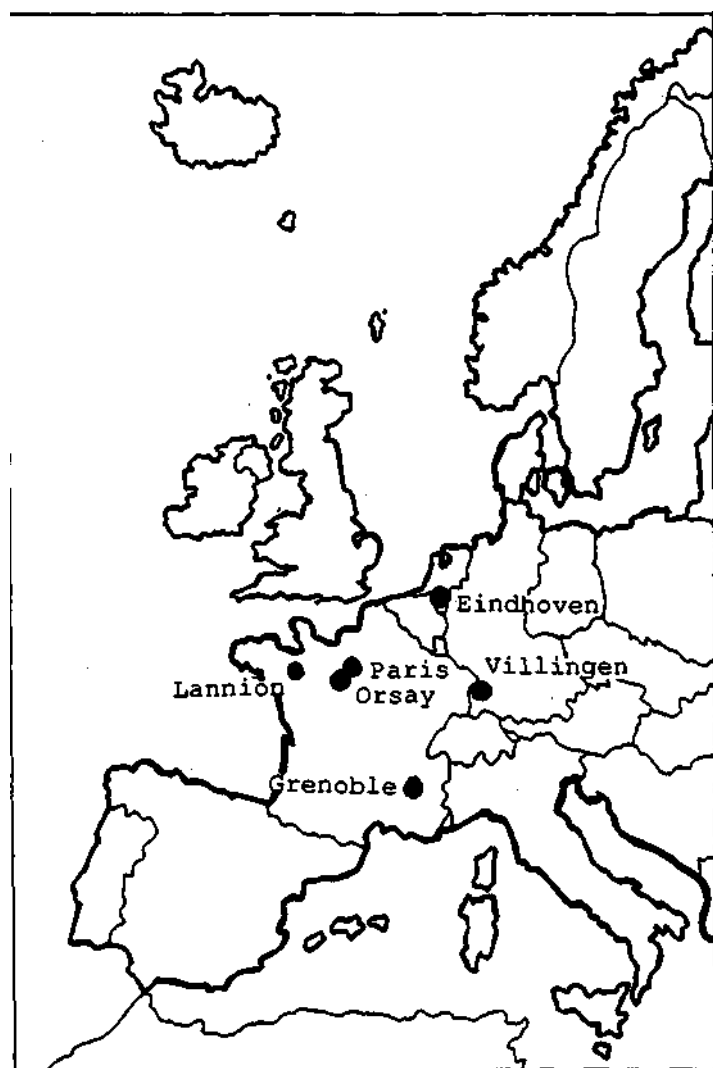 Eindhoven
Paris
Villingen
Lannion
Orsay
Grenoble